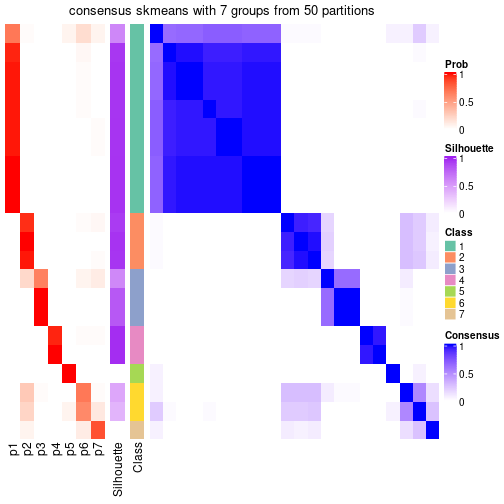 consensus skmeans with 7 groups from 50 partitions
p1
p2
p3
p4
p5
p6
p7
Silhouette
Class
Prob
1
0.5
0
Silhouette
1
0.5
0
Class
1
2
3
4
5
6
7
Consensus
1
0.5
0